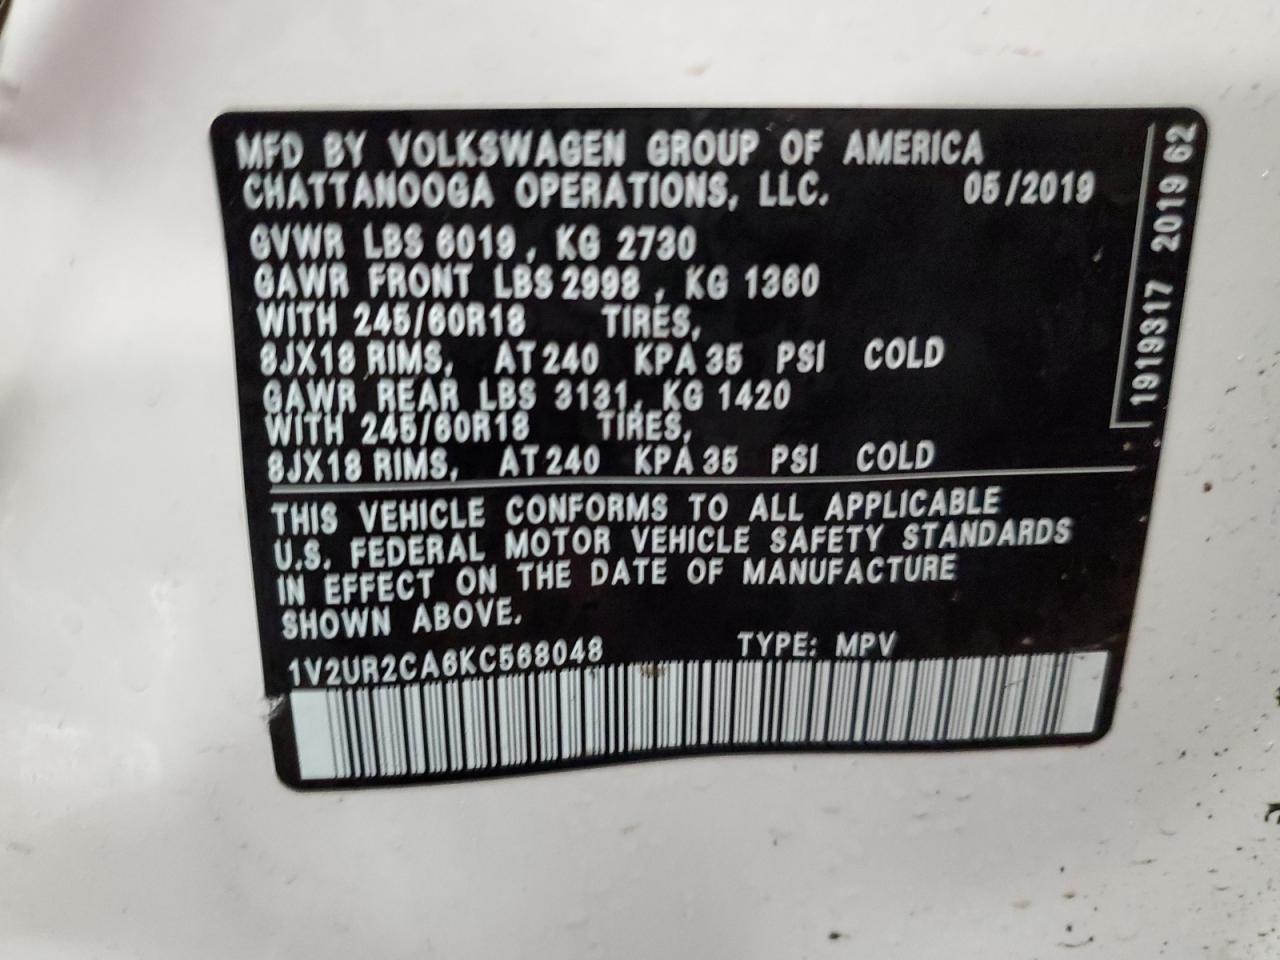 MFD BY VOLKSWAGEN GROUP OF AMERICA
CHATTANOOGA OPERATIONS, LLC. 05/2019
GVWR LBS 6019, KG 2730
GAWR FRONT LBS 2998, KG 1360
WITH 245/60R18 TIRES,
8JX18 RIMS, AT 240 KPA 35 PSI COLD
GAWR REAR LBS 3131, KG 1420
WITH 245/60R18 TIRES,
8JX18 RIMS, AT 240 KPA 35 PSI COLD
THIS VEHICLE CONFORMS TO ALL APPLICABLE
U.S. FEDERAL MOTOR VEHICLE SAFETY STANDARDS
IN EFFECT ON THE DATE OF MANUFACTURE
SHOWN ABOVE.
1V2UR2CA6KC568048 TYPE: MPV
1919317 2019 62